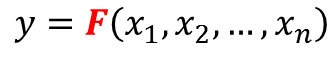 y = F(x₁, x₂, … , xₙ)